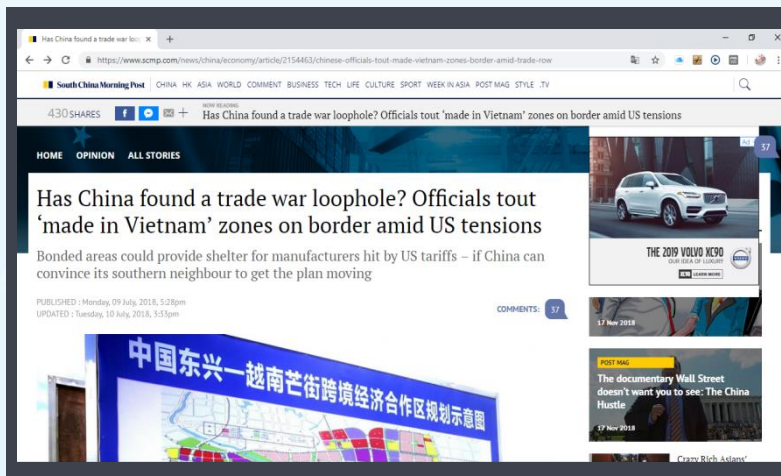 Has China found a trade war loo
https://www.scmp.com/news/china/economy/article/2154463/chinese-officials-tout-made-vietnam-zones-border-amid-trade-row
South China Morning Post CHINA HK ASIA WORLD COMMENT BUSINESS TECH LIFE CULTURE SPORT WEEK IN ASIA POST MAG STYLE .TV
430 SHARES
NOW READING
Has China found a trade war loophole? Officials tout ‘made in Vietnam’ zones on border amid US tensions
HOME OPINION ALL STORIES
Ad
37
Has China found a trade war loophole? Officials tout
‘made in Vietnam’ zones on border amid US tensions
Bonded areas could provide shelter for manufacturers hit by US tariffs – if China can
convince its southern neighbour to get the plan moving
PUBLISHED : Monday, 09 July, 2018, 5:28pm
UPDATED : Tuesday, 10 July, 2018, 3:33pm
COMMENTS: 37
中国东兴一越南芒街跨境经济合作区规划示意图
THE 2019 VOLVO XC90
OUR IDEA OF LUXURY
LEARN MORE
17 Nov 2018
POST MAG
The documentary Wall Street
doesn't want you to see: The China
Hustle
17 Nov 2018
Crazy Rich Asians'